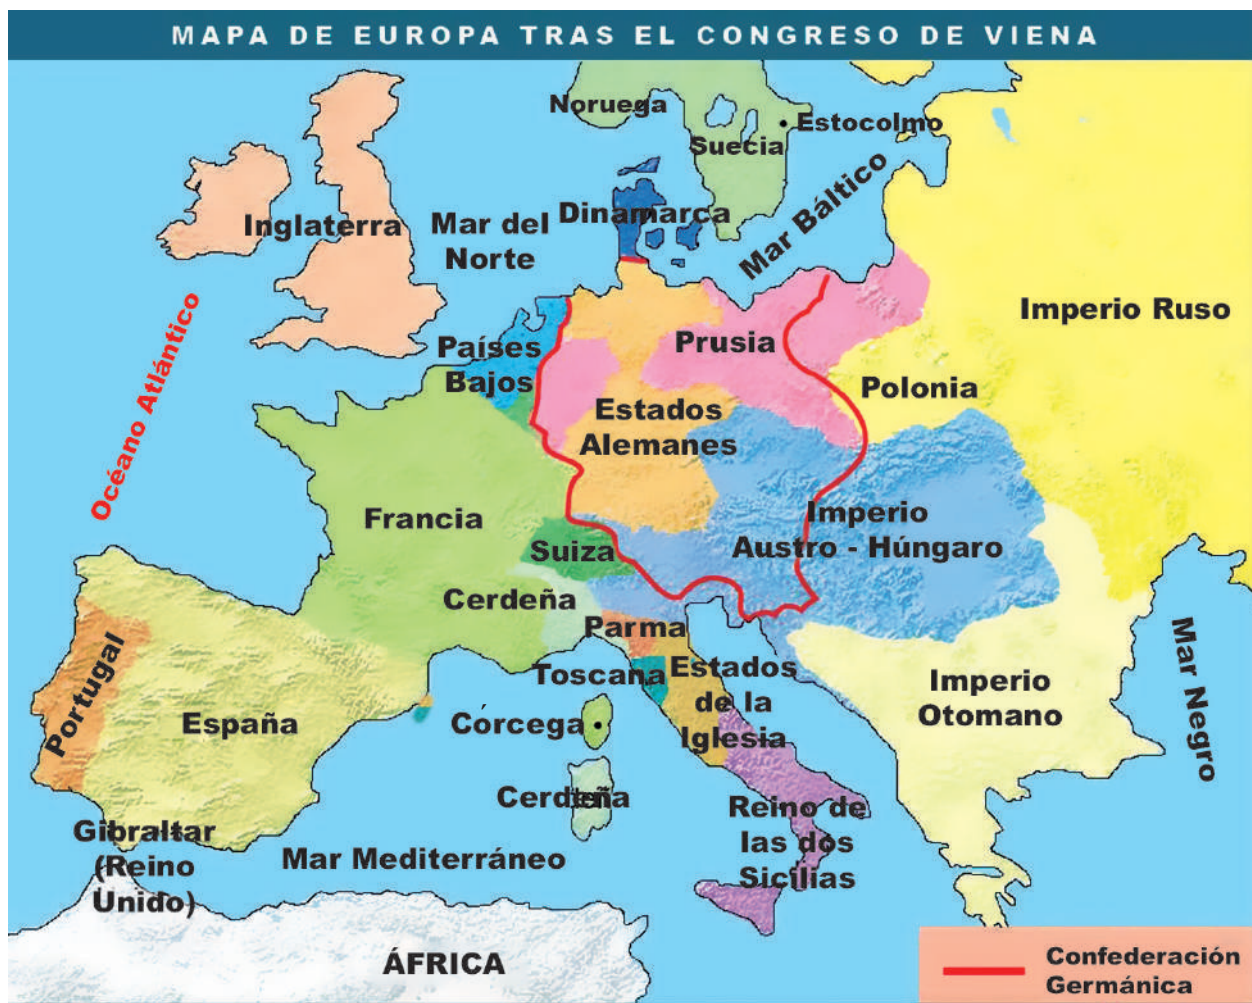 MAPA DE EUROPA TRAS EL CONGRESO DE VIENA
Noruega
Estocolmo
Suecia
Mar Báltico
Dinamarca
Inglaterra
Mar del
Norte
Océano Atlántico
Imperio Ruso
Países
Bajos
Prusia
Polonia
Estados
Alemanes
Francia
Imperio
Austro - Húngaro
Suiza
Cerdeña
Parma
Portugal
Toscana
Estados
de la
Iglesia
Imperio
Otomano
Mar Negro
España
Córcega
Cerdeña
Reino de
las dos
Sicilias
Gibraltar
(Reino
Unido)
Mar Mediterráneo
ÁFRICA
Confederación
Germánica